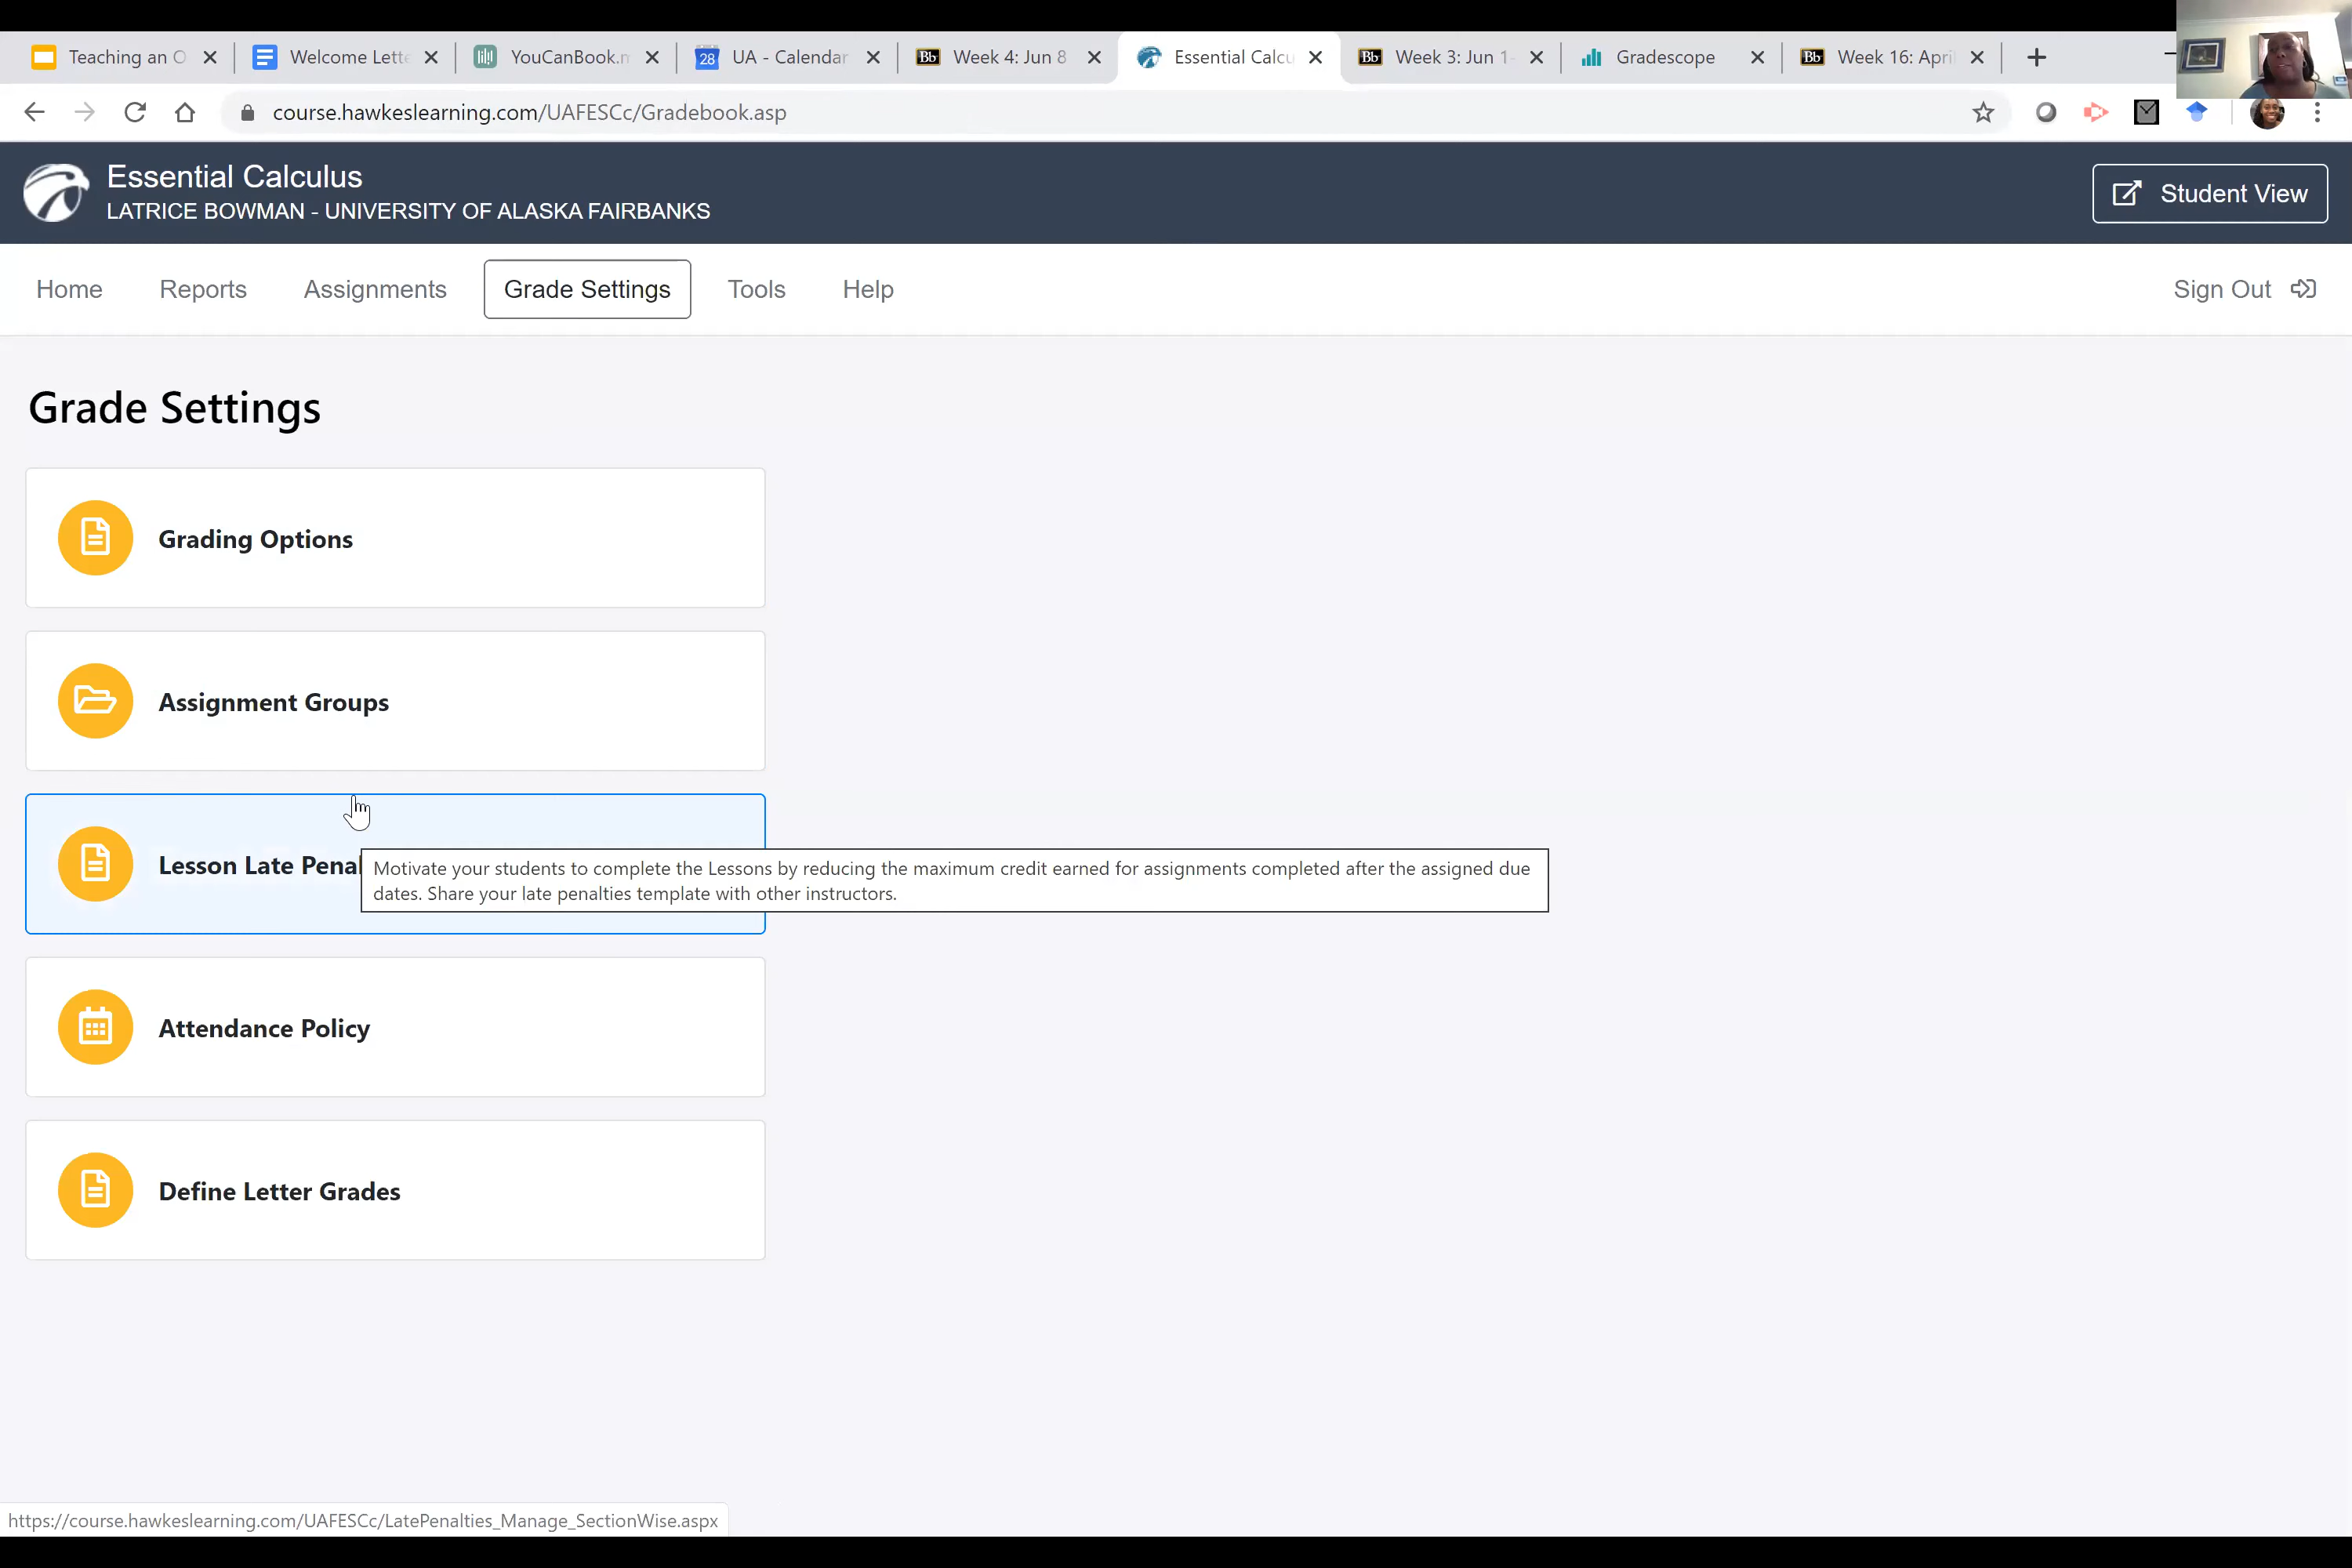 Teaching an O
Welcome Lette
YouCanBook.m
28 UA - Calendar
Bb Week 4: Jun 8
Essential Calcu
Bb Week 3: Jun 1-
Gradescope
Bb Week 16: Apri
course.hawkeslearning.com/UAFESCc/Gradebook.asp
Essential Calculus
LATRICE BOWMAN - UNIVERSITY OF ALASKA FAIRBANKS
Student View
Home Reports Assignments Grade Settings Tools Help Sign Out
Grade Settings
Grading Options
Assignment Groups
Lesson Late Penal
Motivate your students to complete the Lessons by reducing the maximum credit earned for assignments completed after the assigned due
dates. Share your late penalties template with other instructors.
Attendance Policy
Define Letter Grades
https://course.hawkeslearning.com/UAFESCc/LatePenalties_Manage_SectionWise.aspx